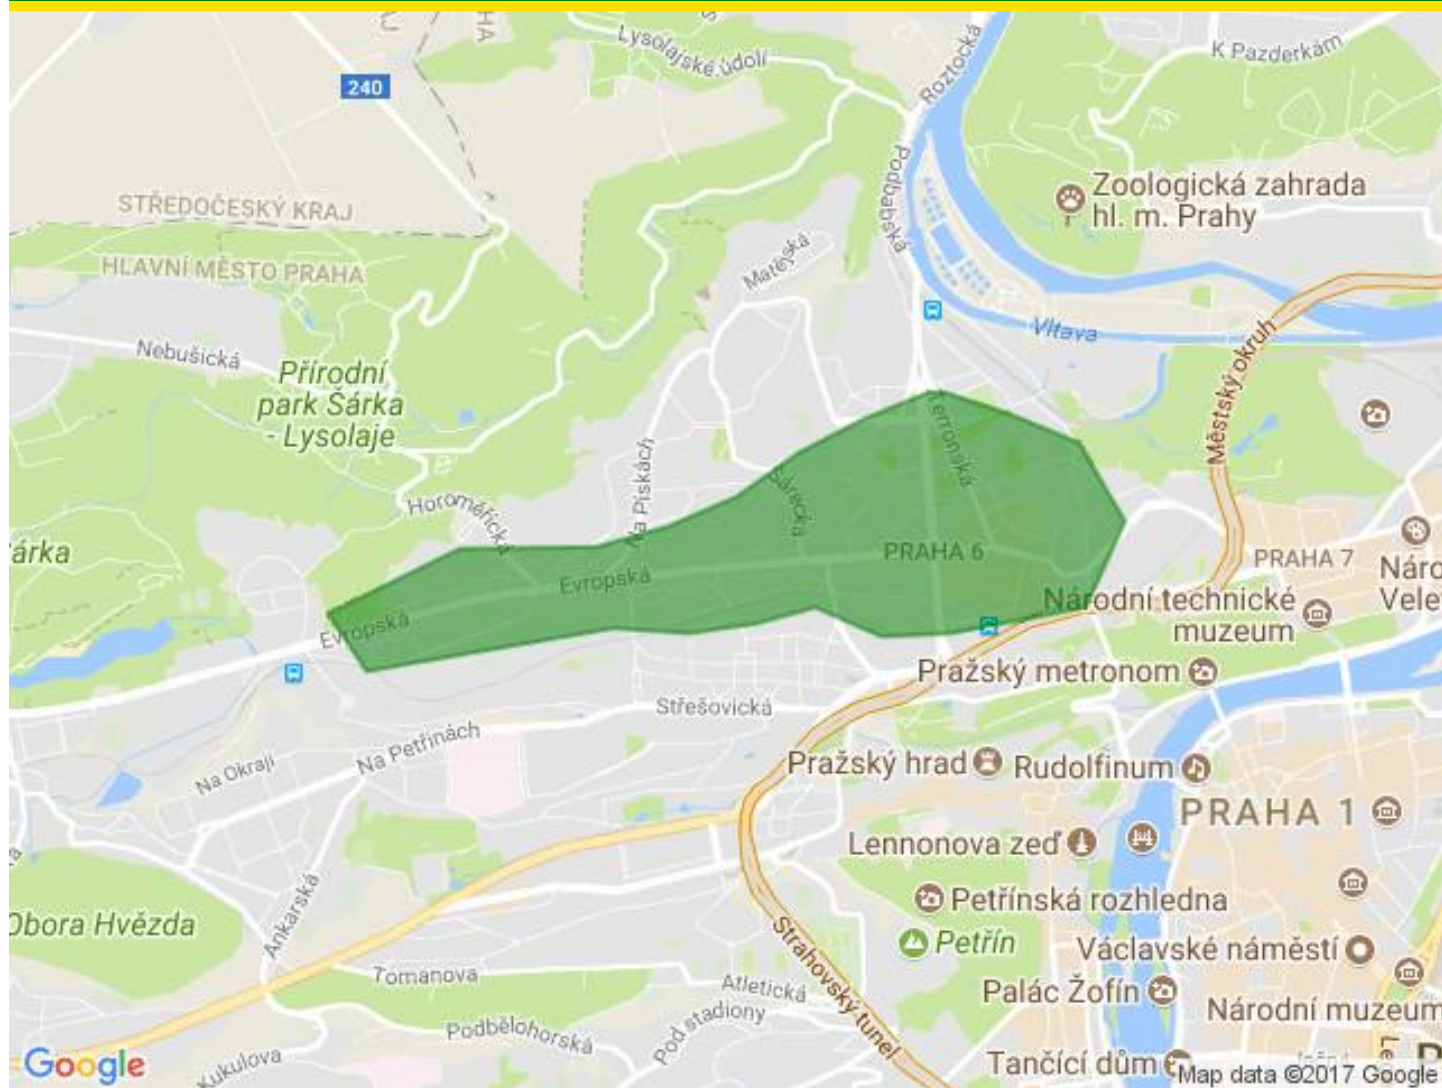 Lysolajské údolí
Roztocká
K Pazderkám
240
Podbabská
Zoologická zahrada
hl. m. Prahy
STŘEDOČESKÝ KRAJ
Matějská
HLAVNÍ MĚSTO PRAHA
Vltava
Nebušická
Městský okruh
Přírodní
park Šárka
- Lysolaje
Terronská
Na Pískách
Šárecká
Horoměřická
PRAHA 6
PRAHA 7
Evropská
Národní technické
muzeum
Evropská
Pražský metronom
Střešovická
Na Petřinách
Na Okraji
Pražský hrad
Rudolfinum
PRAHA 1
Lennonova zeď
Petřínská rozhledna
Ankarská
Obora Hvězda
Petřín
Václavské náměstí
Strahovský tunel
Tomanova
Atletická
Palác Žofín
Národní muzeum
Pod stadiony
Podbělohorská
Kukulova
Tančící dům
Google
Map data ©2017 Google